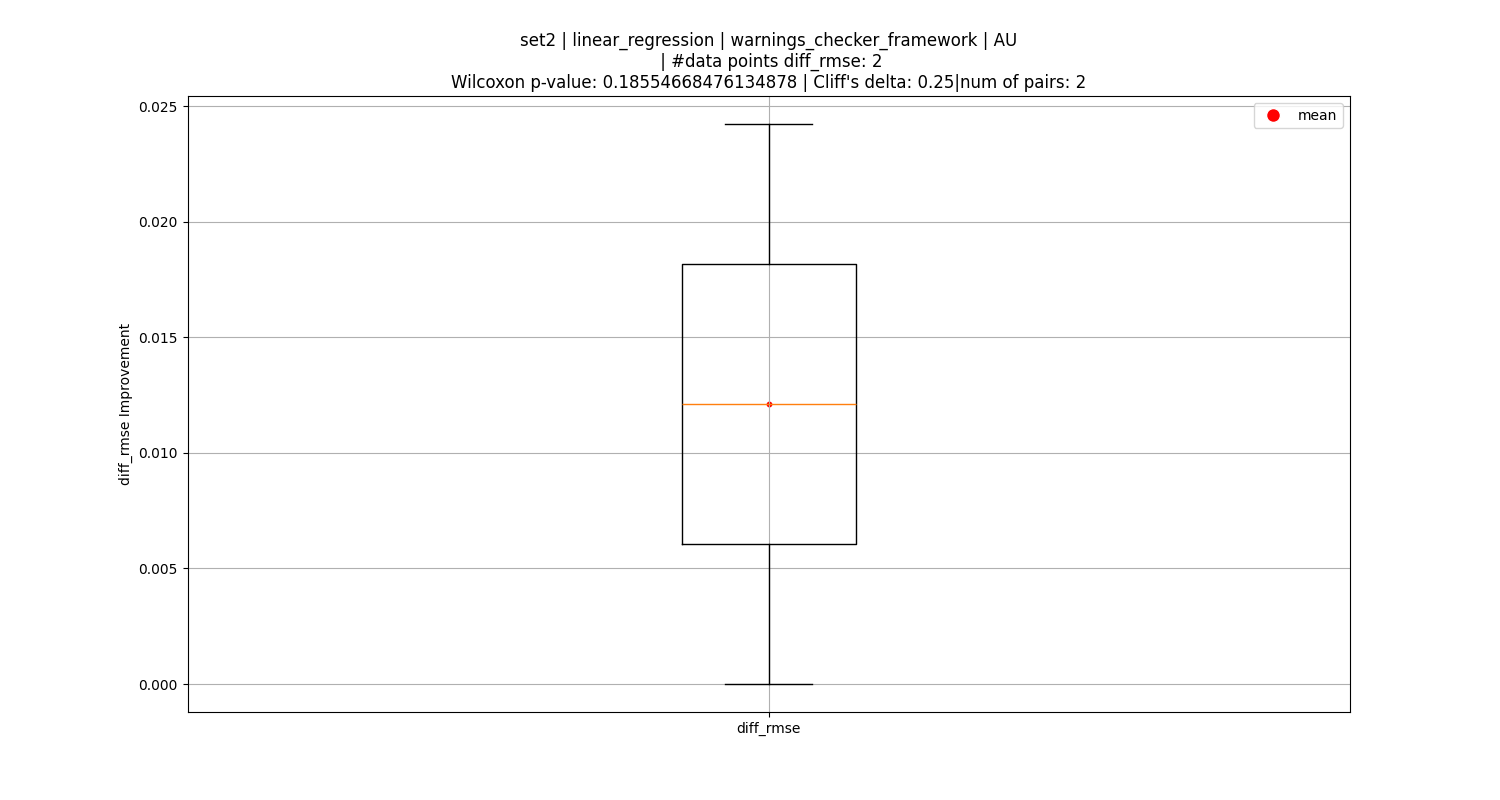 set2 | linear_regression | warnings_checker_framework | AU
| #data points diff_rmse: 2
Wilcoxon p-value: 0.18554668476134878 | Cliff's delta: 0.25|num of pairs: 2
mean
0.025
0.020
0.015
0.010
0.005
0.000
diff_rmse Improvement
diff_rmse